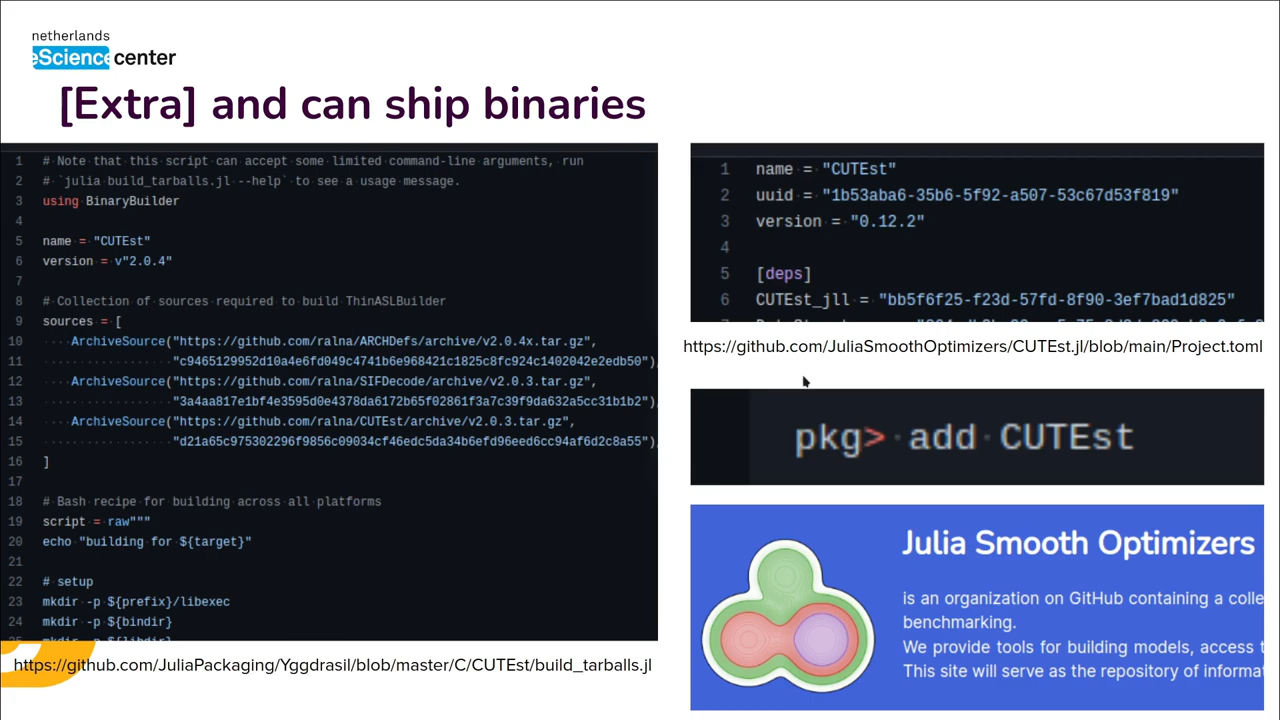 netherlands
eScience center
[Extra] and can ship binaries
1 # Note that this script can accept some limited command-line arguments, run
2 # `julia build_tarballs.jl --help` to see a usage message.
3 using BinaryBuilder
4
5 name = "CUTEst"
6 version = v"2.0.4"
7
8 # Collection of sources required to build ThinASLBuilder
9 sources = [
10 ArchiveSource("https://github.com/ralna/ARCHDefs/archive/v2.0.4x.tar.gz",
11 "c9465129952d10a4e6fd049c4741b6e968421c1825c8fc924c1402042e2edb50"),
12 ArchiveSource("https://github.com/ralna/SIFDecode/archive/v2.0.3.tar.gz",
13 "3a4aa817e1bf4e3595d0e4378da6172b65f02861f3a7c39f9da632a5cc31b1b2"),
14 ArchiveSource("https://github.com/ralna/CUTEst/archive/v2.0.3.tar.gz",
15 "d21a65c975302296f9856c09034cf46edc5da34b6efd96eed6cc94af6d2c8a55"),
16 ]
17
18 # Bash recipe for building across all platforms
19 script = raw"""
20 echo "building for ${target}"
21
22 # setup
23 mkdir -p ${prefix}/libexec
24 mkdir -p ${bindir}
25 mkdir -p ${libdir}
https://github.com/JuliaPackaging/Yggdrasil/blob/master/C/CUTEst/build_tarballs.jl
1 name = "CUTEst"
2 uuid = "1b53aba6-35b6-5f92-a507-53c67d53f819"
3 version = "0.12.2"
4
5 [deps]
6 CUTEst_jll = "bb5f6f25-f23d-57fd-8f90-3ef7bad1d825"
https://github.com/JuliaSmoothOptimizers/CUTEst.jl/blob/main/Project.toml
pkg> add CUTEst
Julia Smooth Optimizers
is an organization on GitHub containing a colle
benchmarking.
We provide tools for building models, access t
This site will serve as the repository of informat